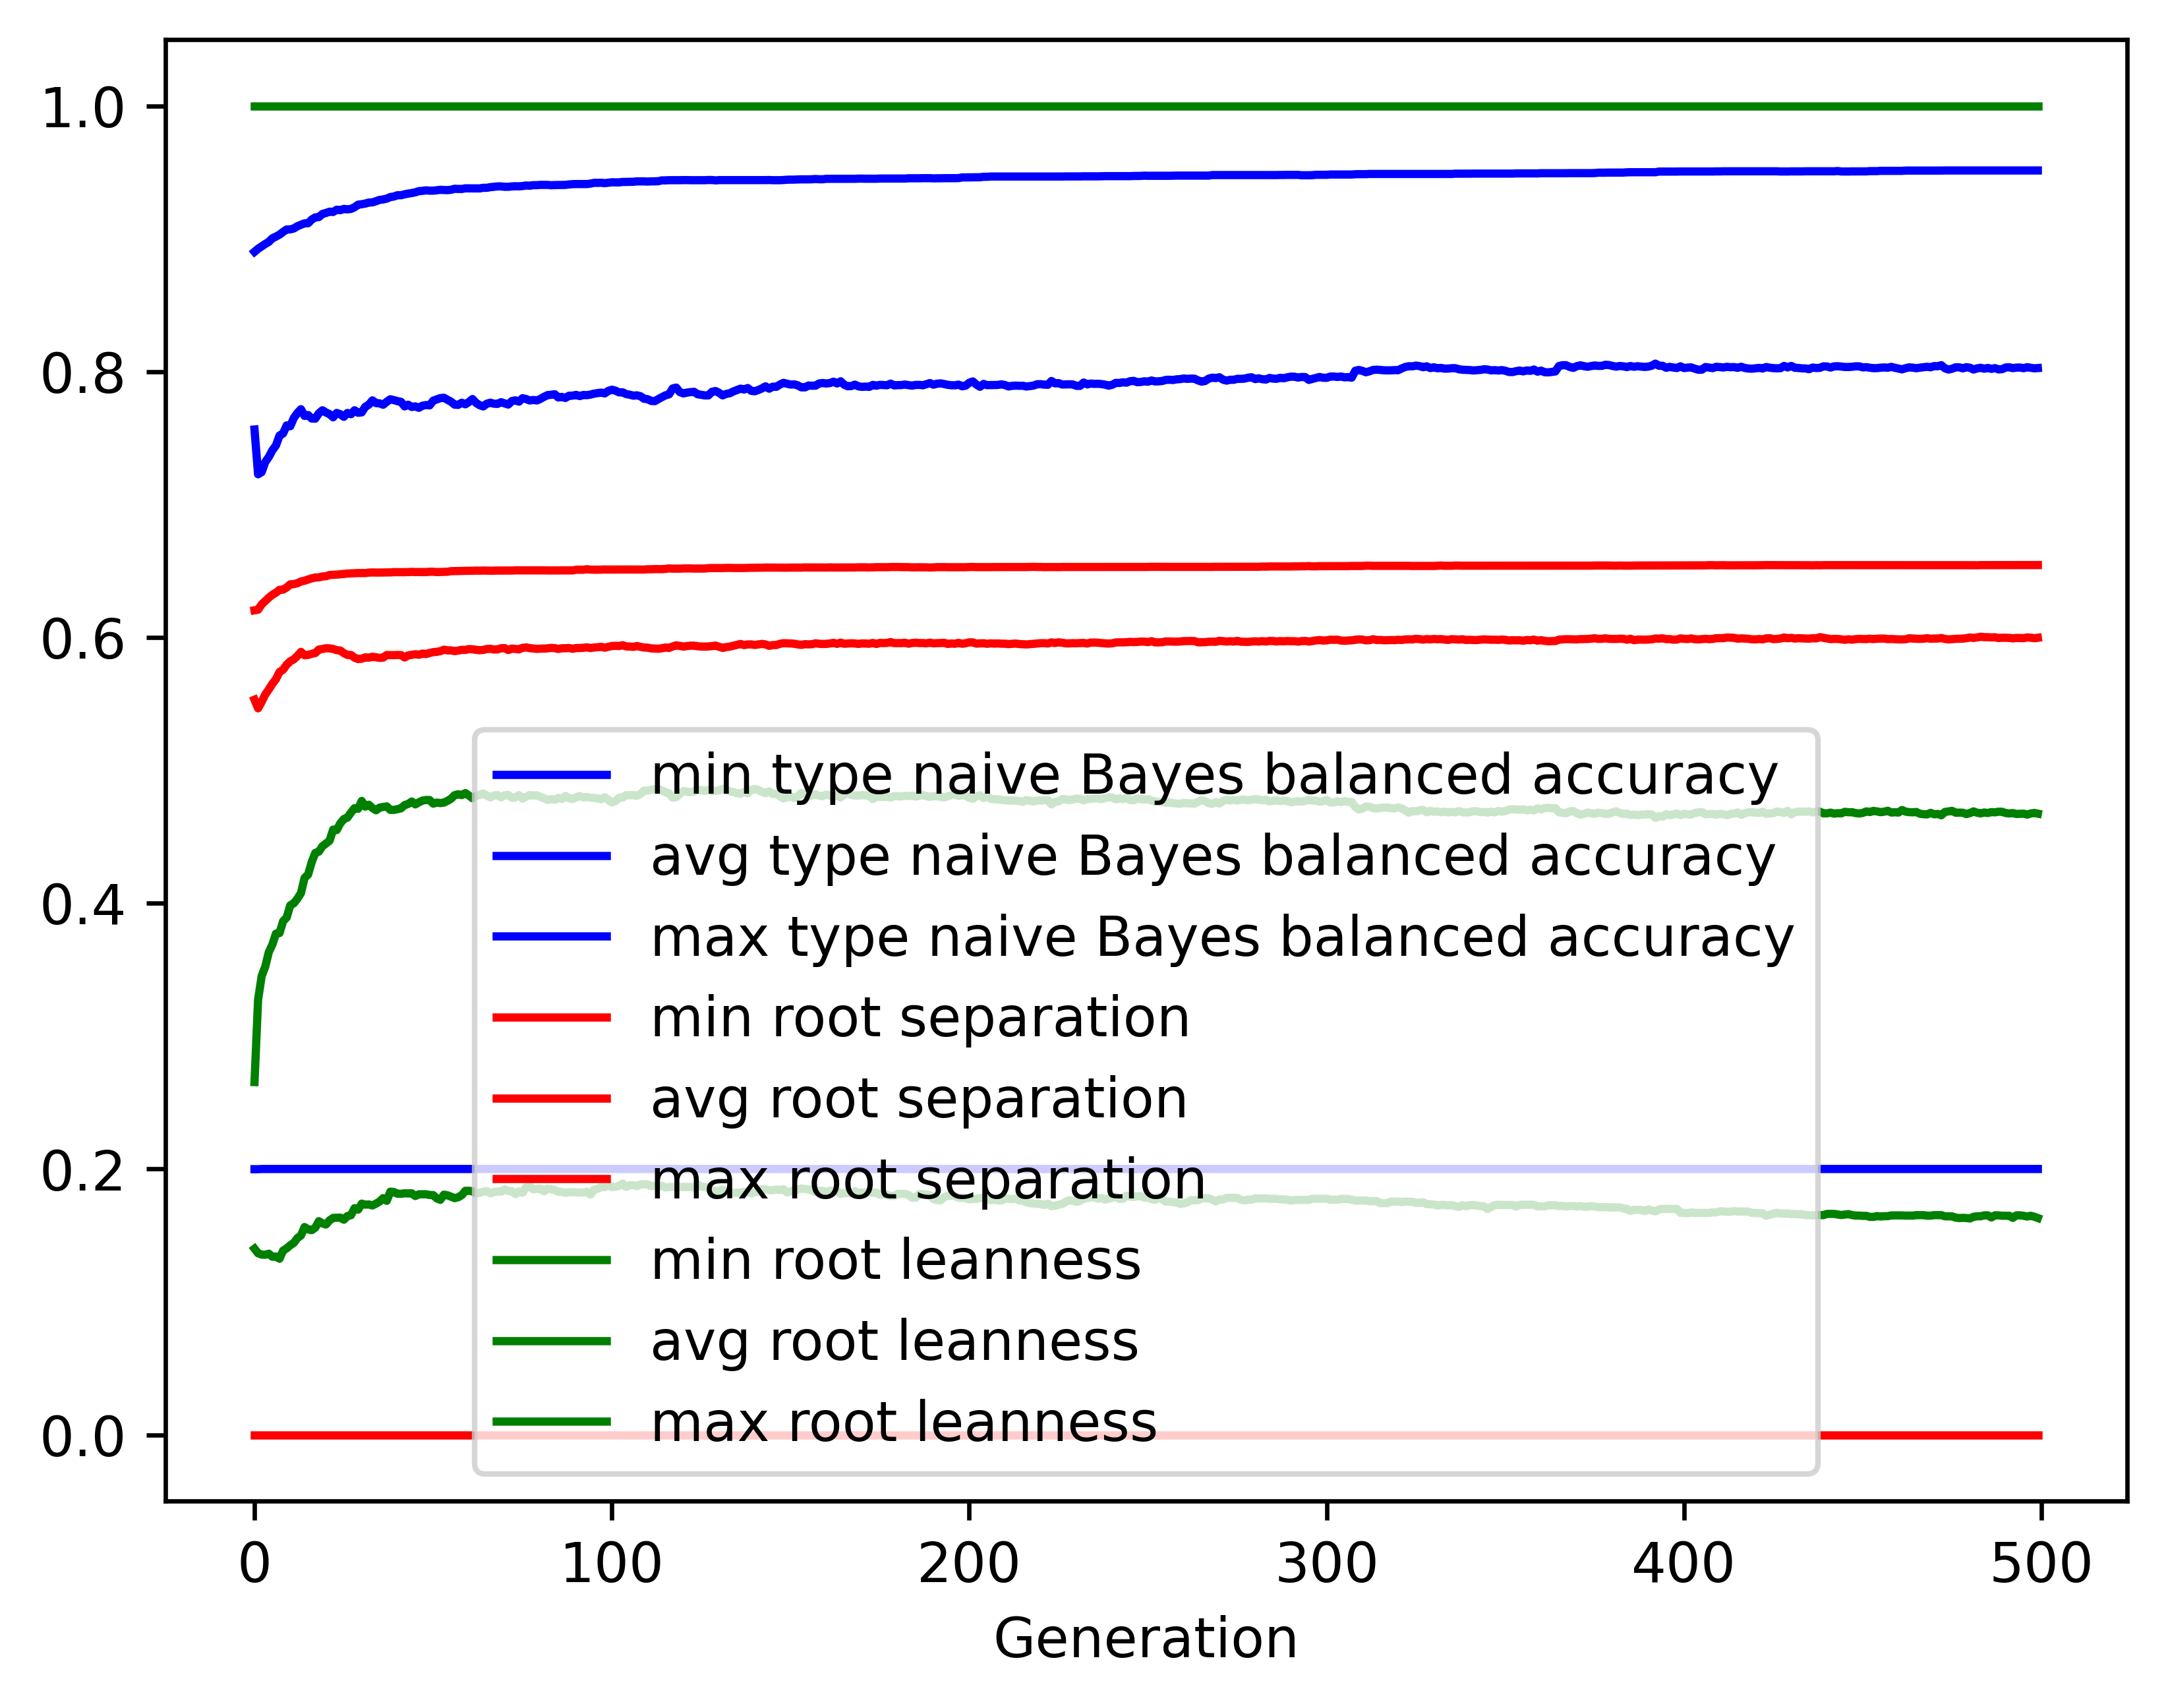 1.0
0.8
0.6
0.4
0.2
0.0
min type naive Bayes balanced accuracy
avg type naive Bayes balanced accuracy
max type naive Bayes balanced accuracy
min root separation
avg root separation
max root separation
min root leanness
avg root leanness
max root leanness
0 100 200 300 400 500
Generation